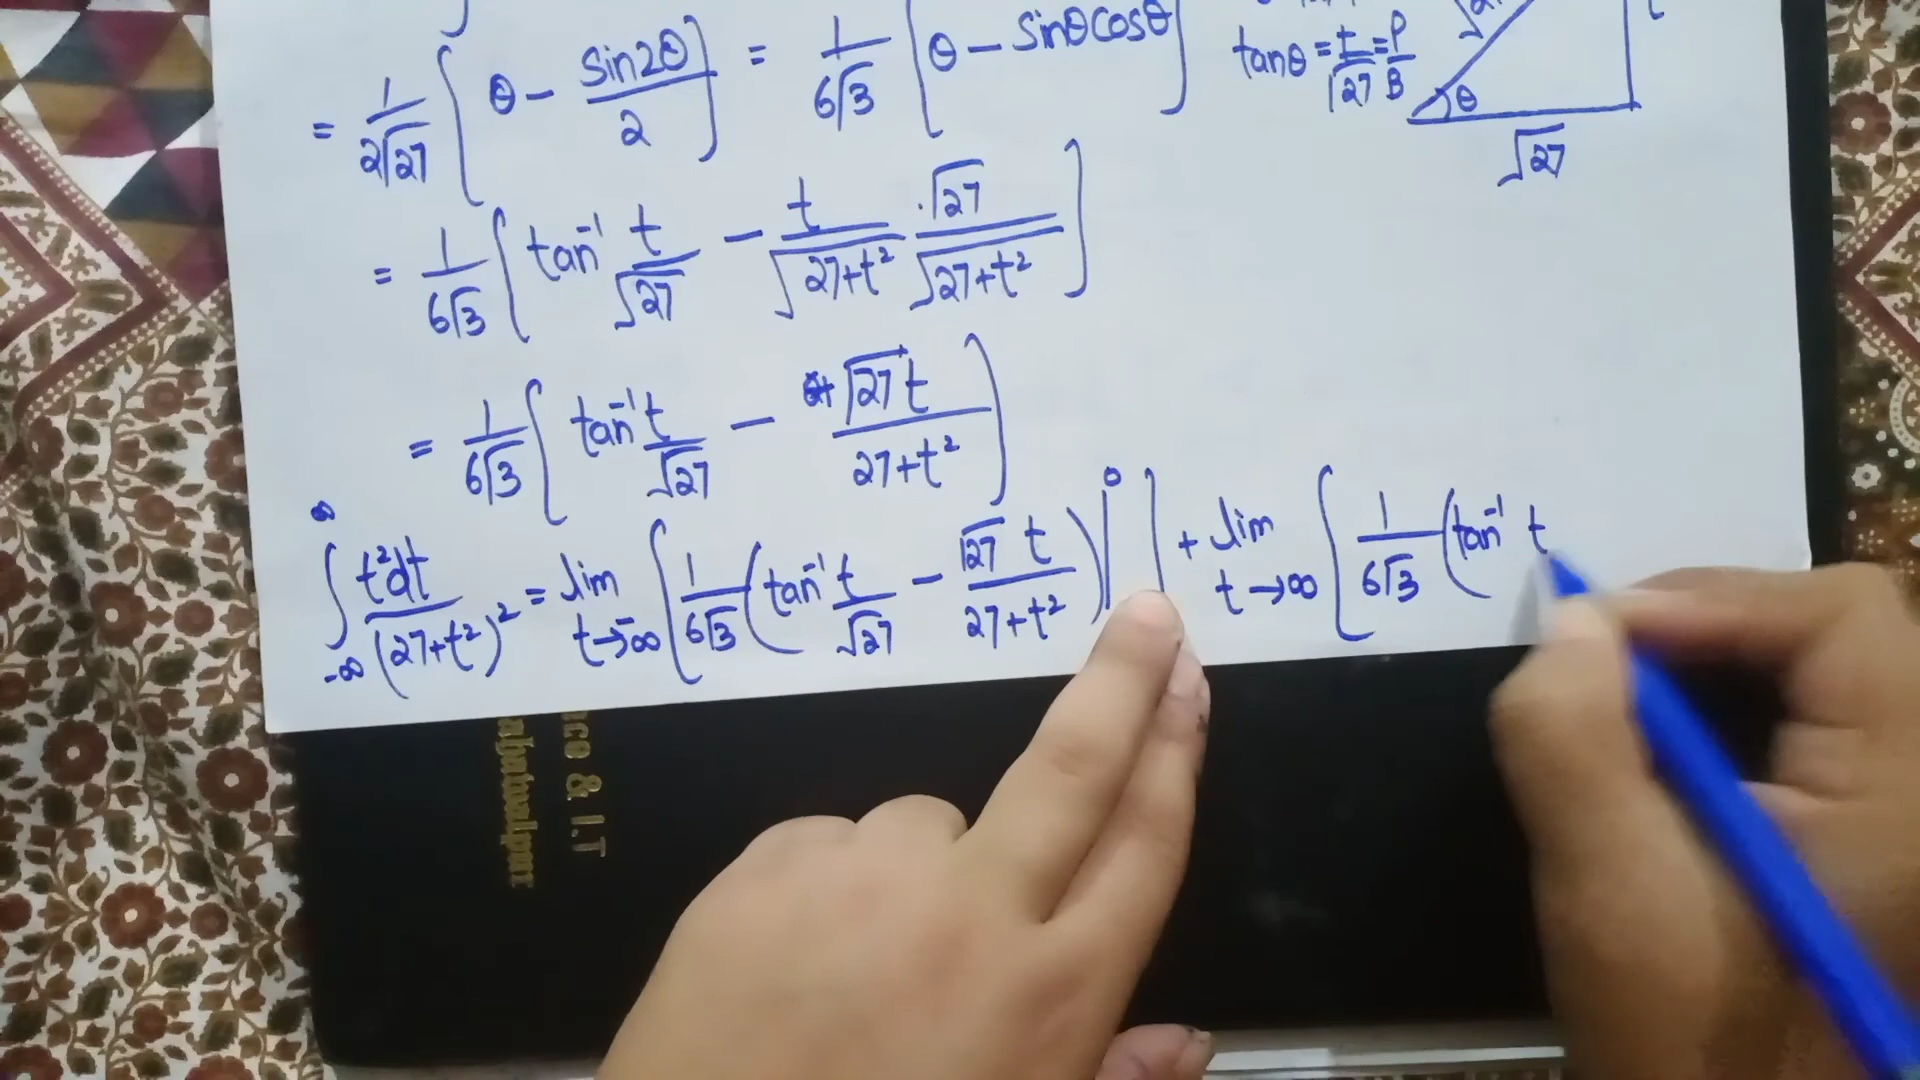 = 1/(2√27) [θ − sin2θ/2] = 1/(6√3) [θ − sinθcosθ] tanθ = t/√27 = P/B
θ
√27
= 1/(6√3) [tan⁻¹ t/√27 − t/√(27+t²) · √27/√(27+t²)]
= 1/(6√3) [tan⁻¹ t/√27 − √27 t/(27+t²)]
∫_{-∞}^{∞} t²dt/(27+t²)² = lim t→−∞ [1/(6√3) (tan⁻¹ t/√27 − √27 t/(27+t²))|⁰] + lim t→∞ [1/(6√3) (tan⁻¹ t
& I.T